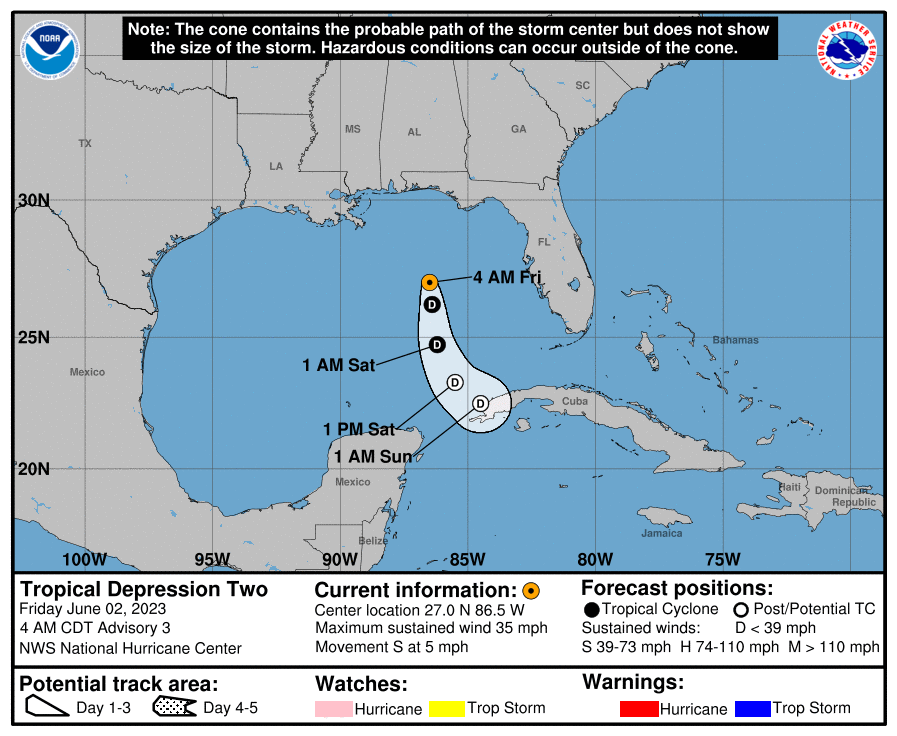 Note: The cone contains the probable path of the storm center but does not show
the size of the storm. Hazardous conditions can occur outside of the cone.
NOAA
NATIONAL WEATHER SERVICE
SC
TX
MS
AL
GA
LA
30N
FL
4 AM Fri
D
25N
D
Bahamas
1 AM Sat
Mexico
D
D
Cuba
1 PM Sat
1 AM Sun
20N
Mexico
Haiti
Dominican
Republic
Jamaica
Belize
100W 95W 90W 85W 80W 75W
Tropical Depression Two
Friday June 02, 2023
4 AM CDT Advisory 3
NWS National Hurricane Center
Current information:
Center location 27.0 N 86.5 W
Maximum sustained wind 35 mph
Movement S at 5 mph
Forecast positions:
Tropical Cyclone Post/Potential TC
Sustained winds: D < 39 mph
S 39-73 mph H 74-110 mph M > 110 mph
Potential track area:
Day 1-3 Day 4-5
Watches:
Hurricane Trop Storm
Warnings:
Hurricane Trop Storm